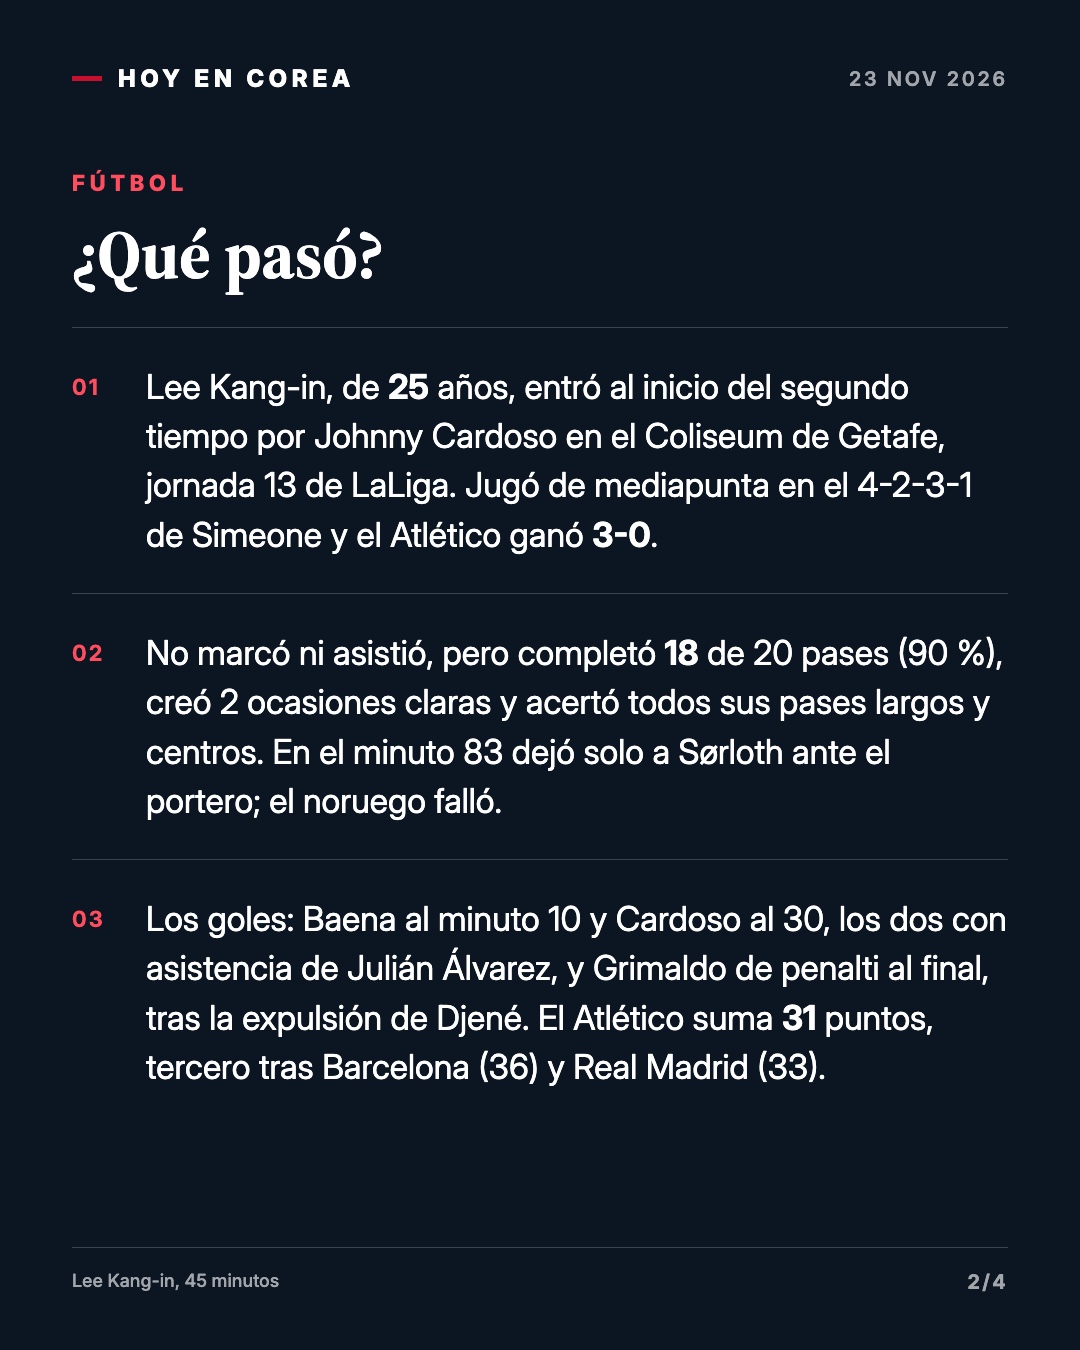 HOY EN COREA
23 NOV 2026
FÚTBOL
¿Qué pasó?
01
Lee Kang-in, de 25 años, entró al inicio del segundo
tiempo por Johnny Cardoso en el Coliseum de Getafe,
jornada 13 de LaLiga. Jugó de mediapunta en el 4-2-3-1
de Simeone y el Atlético ganó 3-0.
02
No marcó ni asistió, pero completó 18 de 20 pases (90 %),
creó 2 ocasiones claras y acertó todos sus pases largos y
centros. En el minuto 83 dejó solo a Sørloth ante el
portero; el noruego falló.
03
Los goles: Baena al minuto 10 y Cardoso al 30, los dos con
asistencia de Julián Álvarez, y Grimaldo de penalti al final,
tras la expulsión de Djené. El Atlético suma 31 puntos,
tercero tras Barcelona (36) y Real Madrid (33).
Lee Kang-in, 45 minutos
2/4